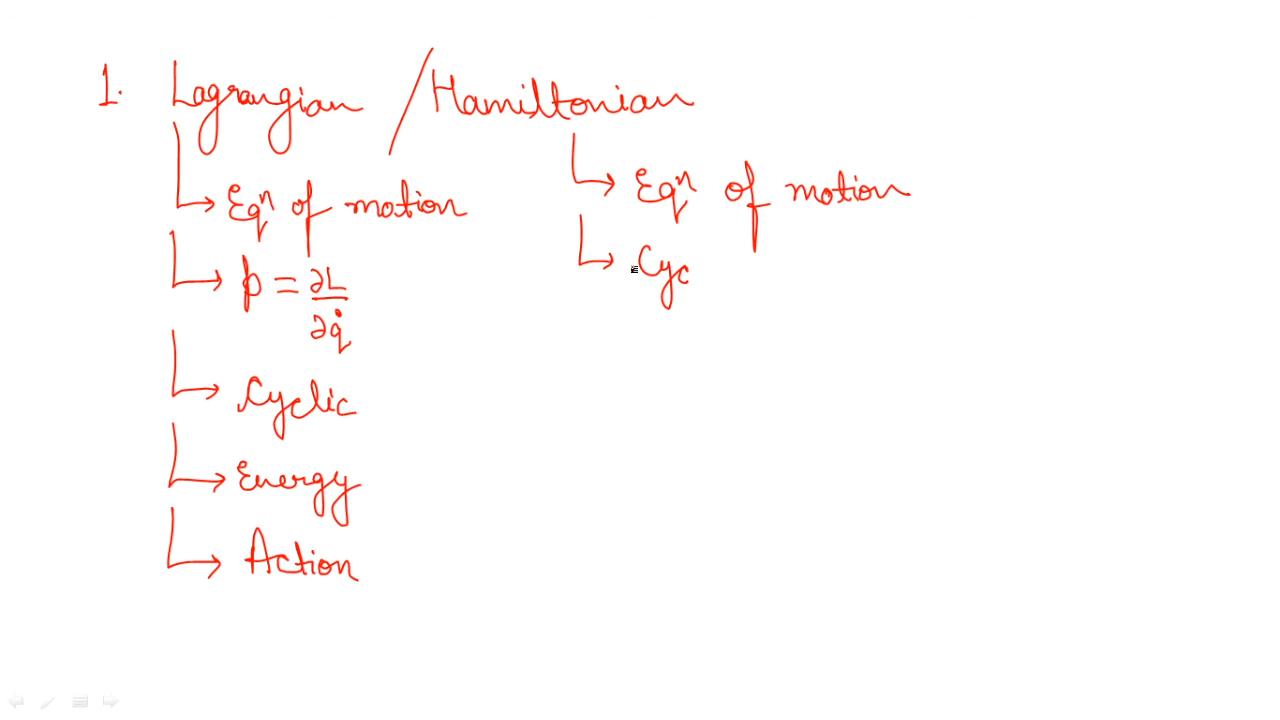 1. Lagrangian / Hamiltonian
Eqⁿ of motion
p = ∂L/∂q̇
Cyclic
Energy
Action
Eqⁿ of motion
Cyc